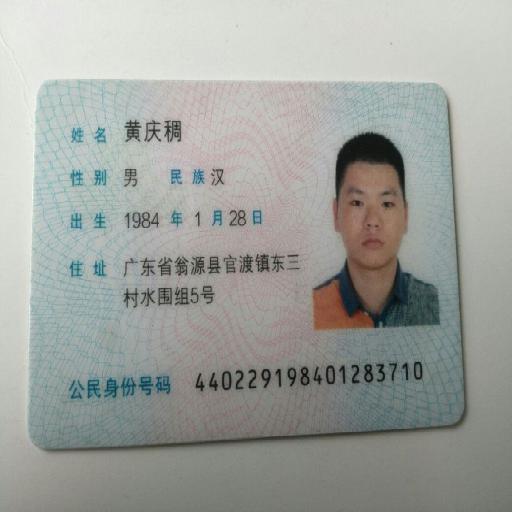 姓名 黄庆稠
性别 男 民族 汉
出生 1984 年 1 月 28 日
住址 广东省翁源县官渡镇东三
村水围组5号
公民身份号码 440229198401283710